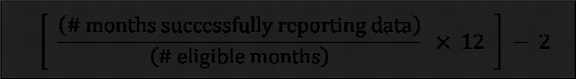 [ (# months successfully reporting data)
(# eligible months) × 12 ] − 2